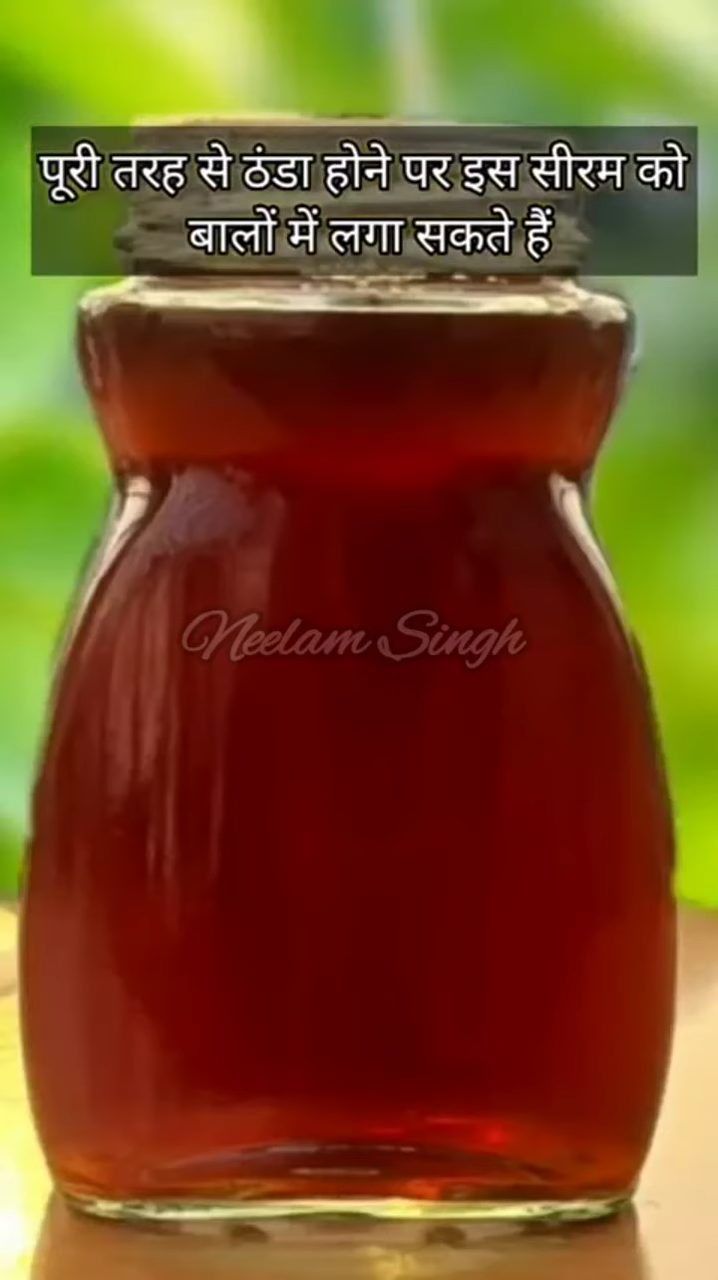 पूरी तरह से ठंडा होने पर इस सीरम को
बालों में लगा सकते हैं
Neelam Singh